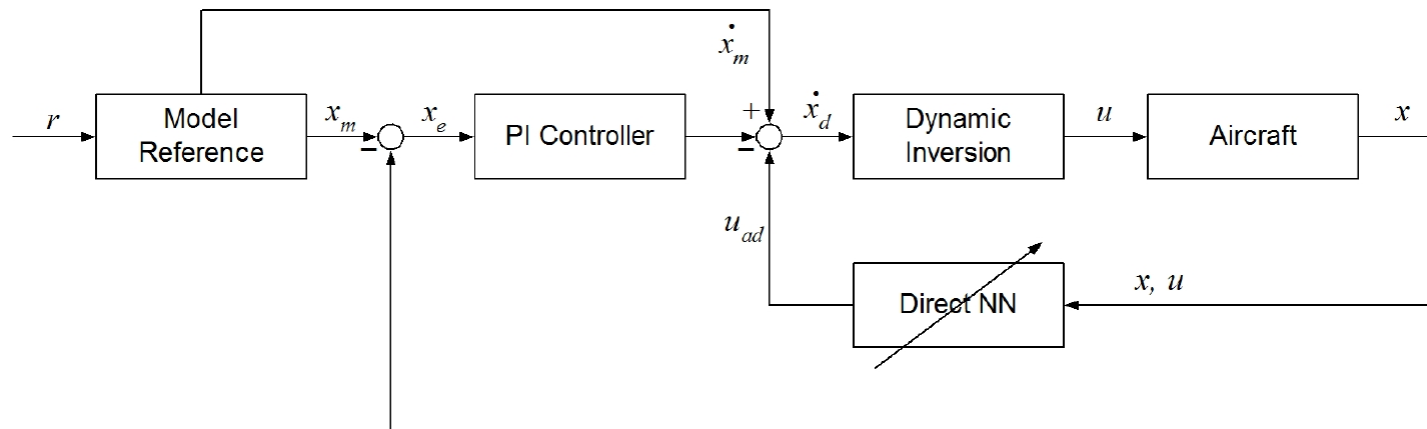 ẋ_m
r
Model
Reference
x_m
−
x_e
PI Controller
+
−
ẋ_d
Dynamic
Inversion
u
Aircraft
x
u_ad
Direct NN
x, u